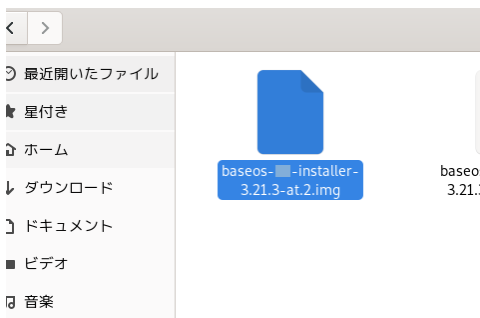 最近開いたファイル
星付き
ホーム
ダウンロード
ドキュメント
ビデオ
音楽
baseos-
-installer-
3.21.3-at.2.img
baseo
3.21.